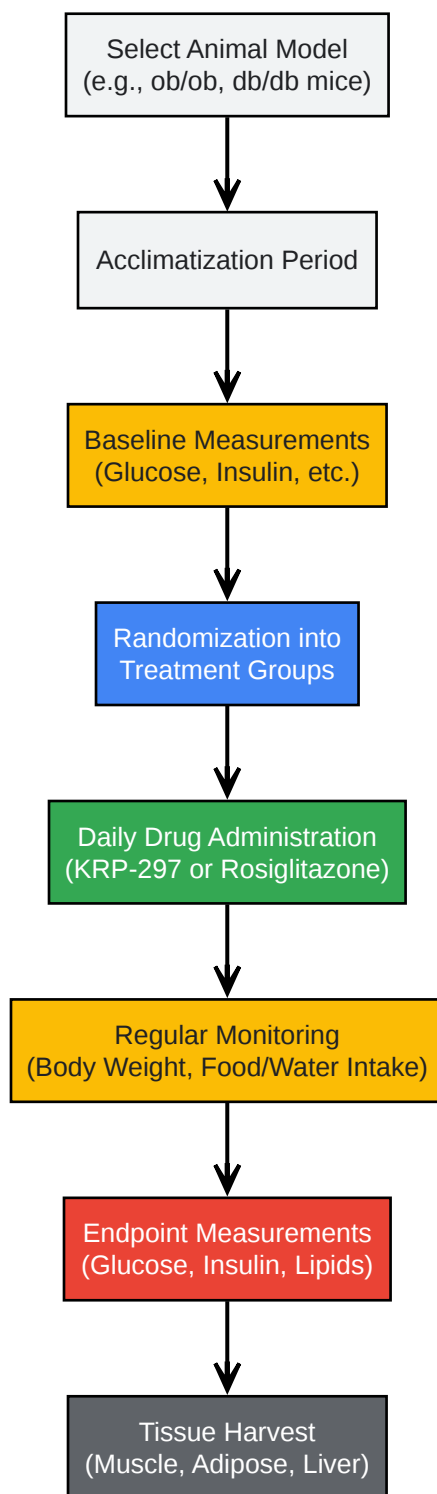 Select Animal Model
(e.g., ob/ob, db/db mice)
Acclimatization Period
Baseline Measurements
(Glucose, Insulin, etc.)
Randomization into
Treatment Groups
Daily Drug Administration
(KRP-297 or Rosiglitazone)
Regular Monitoring
(Body Weight, Food/Water Intake)
Endpoint Measurements
(Glucose, Insulin, Lipids)
Tissue Harvest
(Muscle, Adipose, Liver)